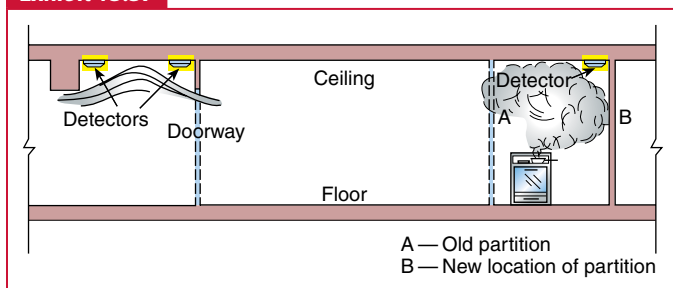 Ceiling
Detector
Detectors
A
B
Doorway
Floor
A — Old partition
B — New location of partition